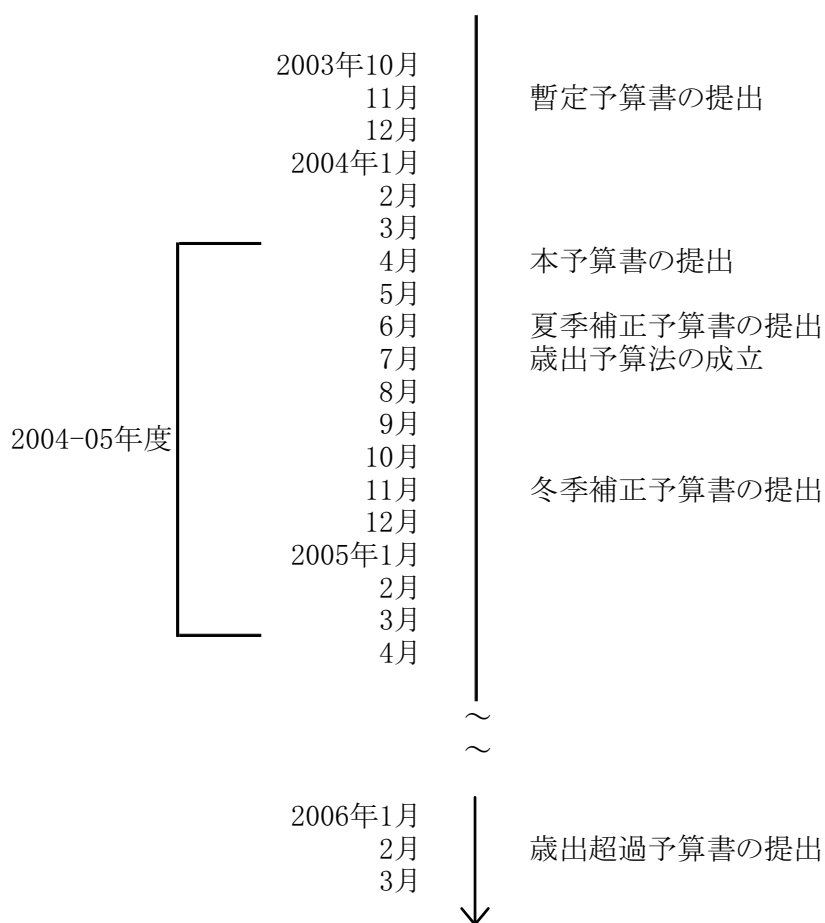 2003年10月
11月 暫定予算書の提出
12月
2004年1月
2月
3月
4月 本予算書の提出
5月
6月 夏季補正予算書の提出
7月 歳出予算法の成立
8月
9月
2004-05年度
10月
11月 冬季補正予算書の提出
12月
2005年1月
2月
3月
4月
～
～
2006年1月
2月 歳出超過予算書の提出
3月